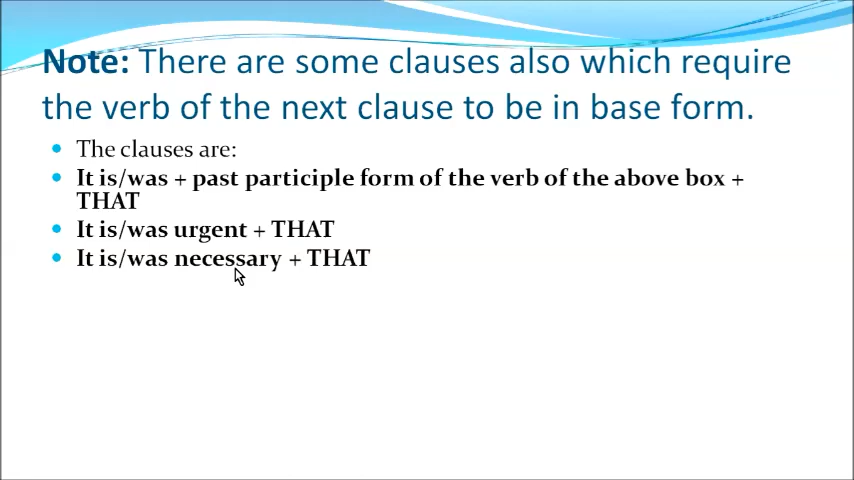 Note: There are some clauses also which require
the verb of the next clause to be in base form.
• The clauses are:
• It is/was + past participle form of the verb of the above box +
THAT
• It is/was urgent + THAT
• It is/was necessary + THAT